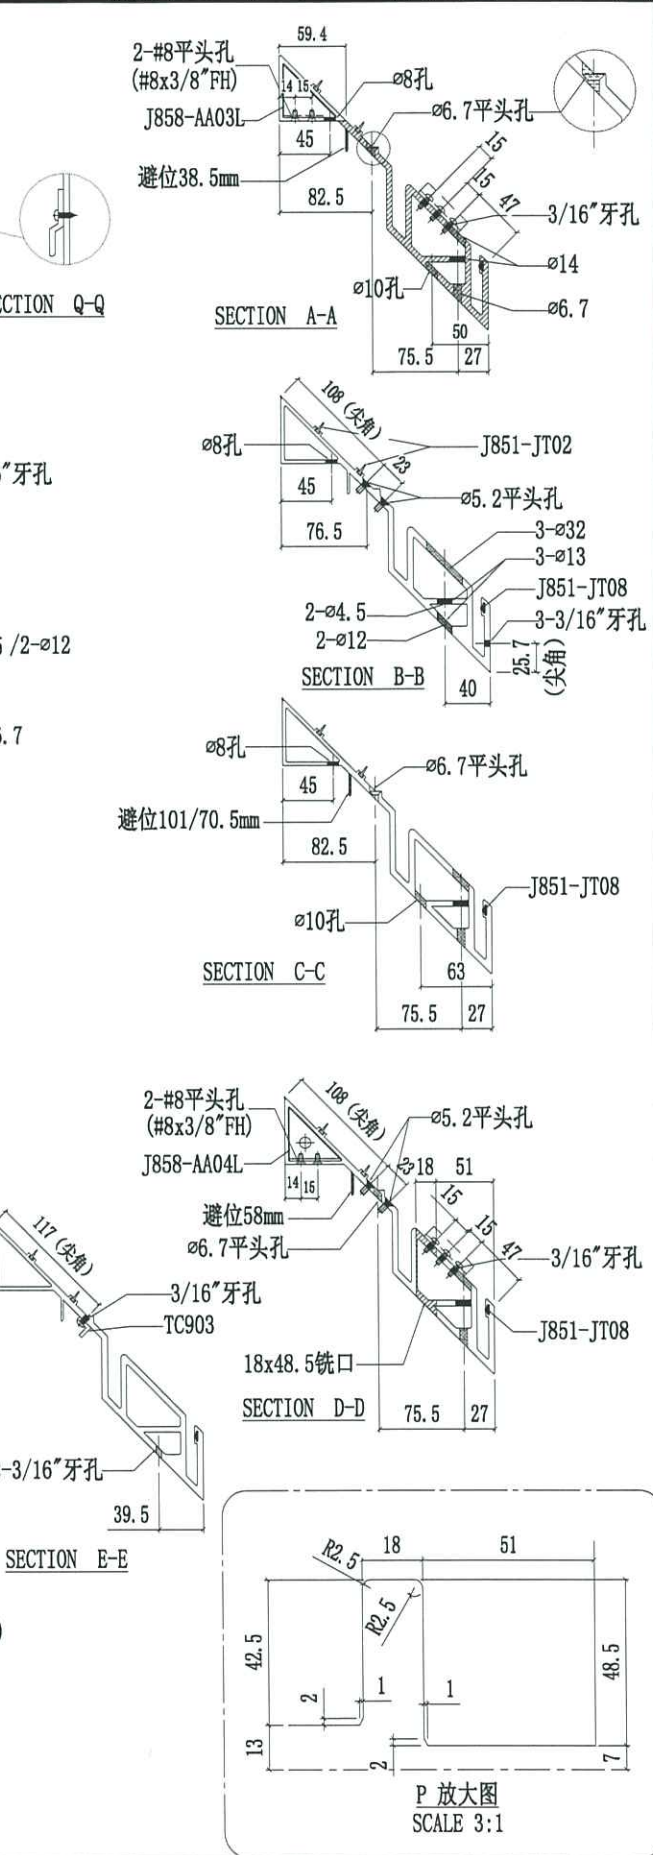 59.4
2-#8平头孔
(#8x3/8"FH)
ø8孔
14 15
ø6.7平头孔
J858-AA03L
45
15
避位38.5mm
15
47
82.5
3/16"牙孔
ø14
ø10孔
SECTION Q-Q
ø6.7
SECTION A-A
50
75.5
27
108 (尖角)
ø8孔
J851-JT02
23
"牙孔
45
ø5.2平头孔
76.5
3-ø32
3-ø13
J851-JT08
2-ø4.5
3-3/16"牙孔
/2-ø12
2-ø12
25.7
(尖角)
SECTION B-B
40
.7
ø8孔
ø6.7平头孔
45
避位101/70.5mm
82.5
J851-JT08
ø10孔
SECTION C-C
63
75.5
27
2-#8平头孔
(#8x3/8"FH)
108 (尖角)
ø5.2平头孔
J858-AA04L
23
18
51
14
15
15
避位58mm
15
117 (尖角)
ø6.7平头孔
47
3/16"牙孔
3/16"牙孔
TC903
J851-JT08
18x48.5铣口
SECTION D-D
75.5
27
-3/16"牙孔
39.5
SECTION E-E
R2.5
18
51
R2.5
42.5
48.5
2
1
1
13
2
7
P 放大图
SCALE 3:1